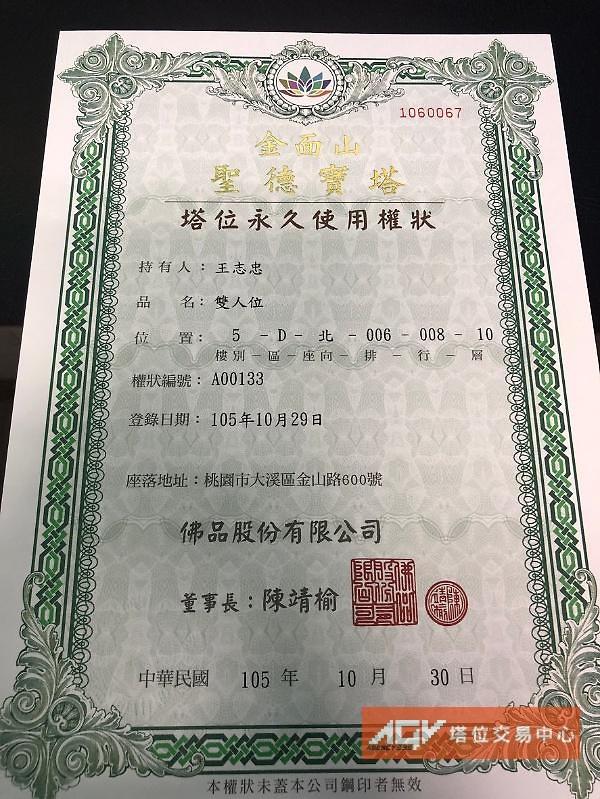 1060067
金面山
聖德寶塔
塔位永久使用權狀
持有人：王志忠
品名：雙人位
位置：5-D-北-006-008-10
樓別-區-座向-排-行-層
權狀編號：A00133
登錄日期：105年10月29日
座落地址：桃園市大溪區金山路600號
佛品股份有限公司
董事長：陳靖榆
中華民國 105 年 10 月 30 日
AGV 塔位交易中心
本權狀未蓋本公司鋼印者無效